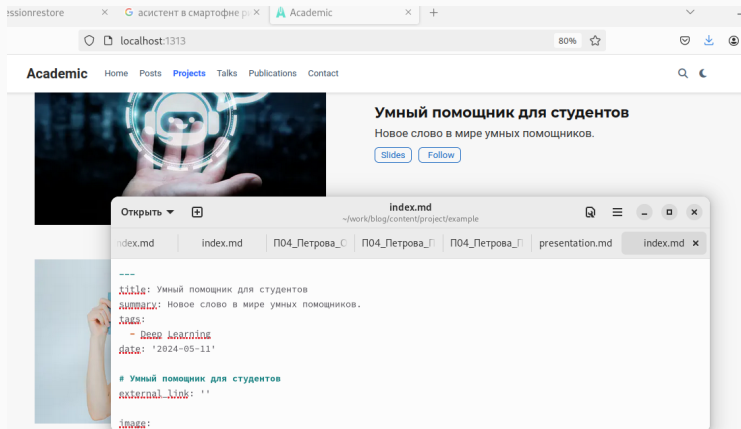 essionrestore
асистент в смартофне ри
Academic
localhost:1313
80%
Academic Home Posts Projects Talks Publications Contact
Умный помощник для студентов
Новое слово в мире умных помощников.
Slides Follow
Открыть
index.md
~/work/blog/content/project/example
ndex.md index.md П04_Петрова_О П04_Петрова_П П04_Петрова_П presentation.md index.md
---
title: Умный помощник для студентов
summary: Новое слово в мире умных помощников.
tags:
- Deep Learning
date: '2024-05-11'
# Умный помощник для студентов
external_link: ''
image: